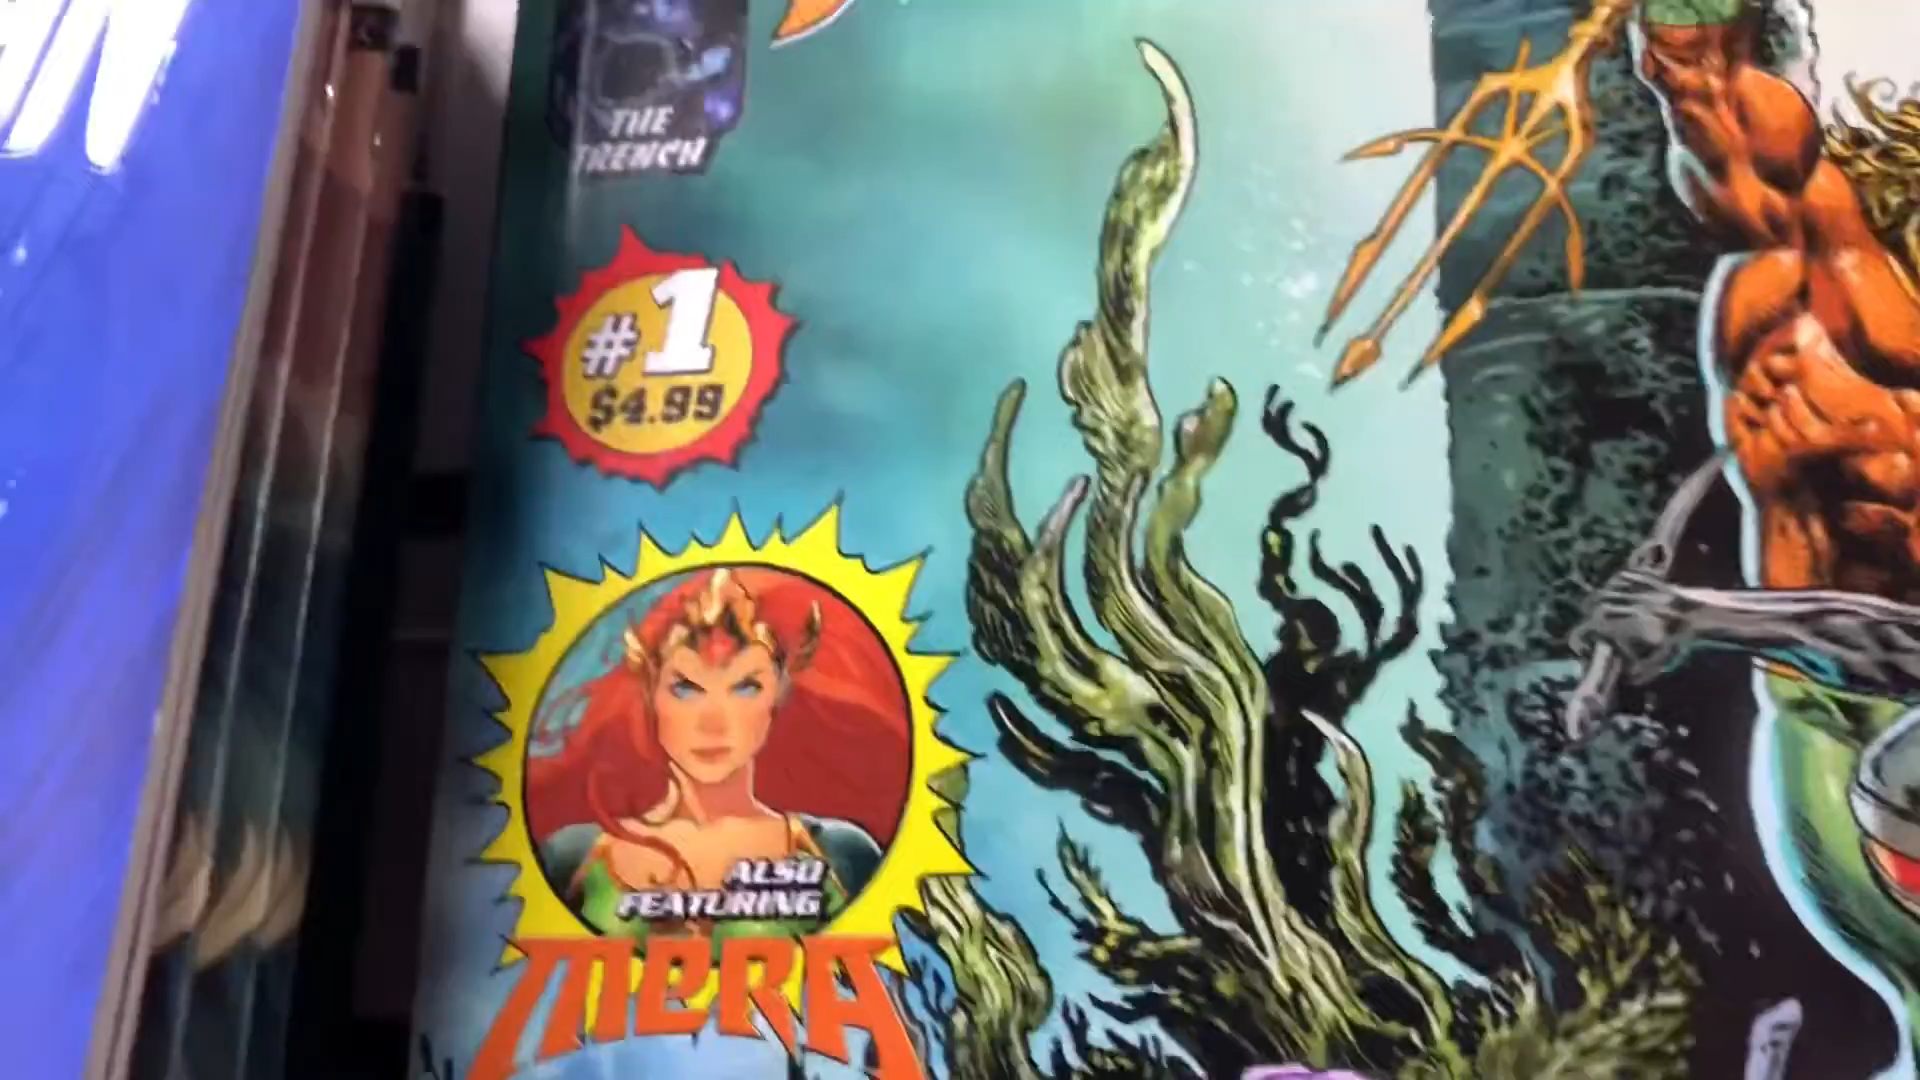 THE
TRENCH
#1
$4.99
ALSO
FEATURING
MERA